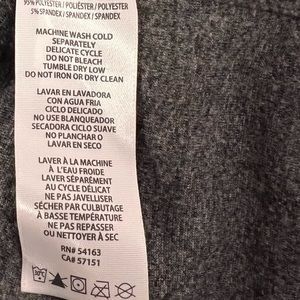 95% POLYESTER / POLIÉSTER / POLYESTER
5% SPANDEX / SPANDEX / SPANDEX
MACHINE WASH COLD
SEPARATELY
DELICATE CYCLE
DO NOT BLEACH
TUMBLE DRY LOW
DO NOT IRON OR DRY CLEAN
LAVAR EN LAVADORA
CON AGUA FRIA
CICLO DELICADO
NO USE BLANQUEADOR
SECADORA CICLO SUAVE
NO PLANCHAR O
LAVAR EN SECO
LAVER À LA MACHINE
À L'EAU FROIDE
LAVER SÉPARÉMENT
AU CYCLE DÉLICAT
NE PAS JAVELLISER
SÉCHER PAR CULBUTAGE
À BASSE TEMPÉRATURE
NE PAS REPASSER
OU NETTOYER À SEC
RN# 54163
CA# 57151